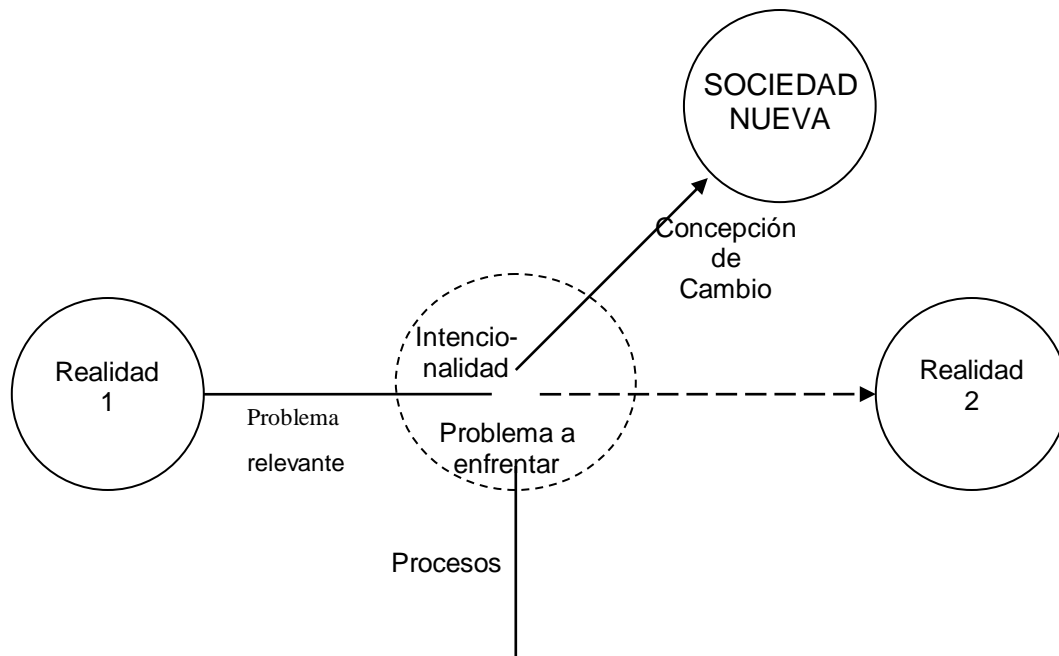 SOCIEDAD
NUEVA
Concepción
de
Cambio
Intencio-
nalidad
Realidad
1
Realidad
2
Problema
relevante
Problema a
enfrentar
Procesos